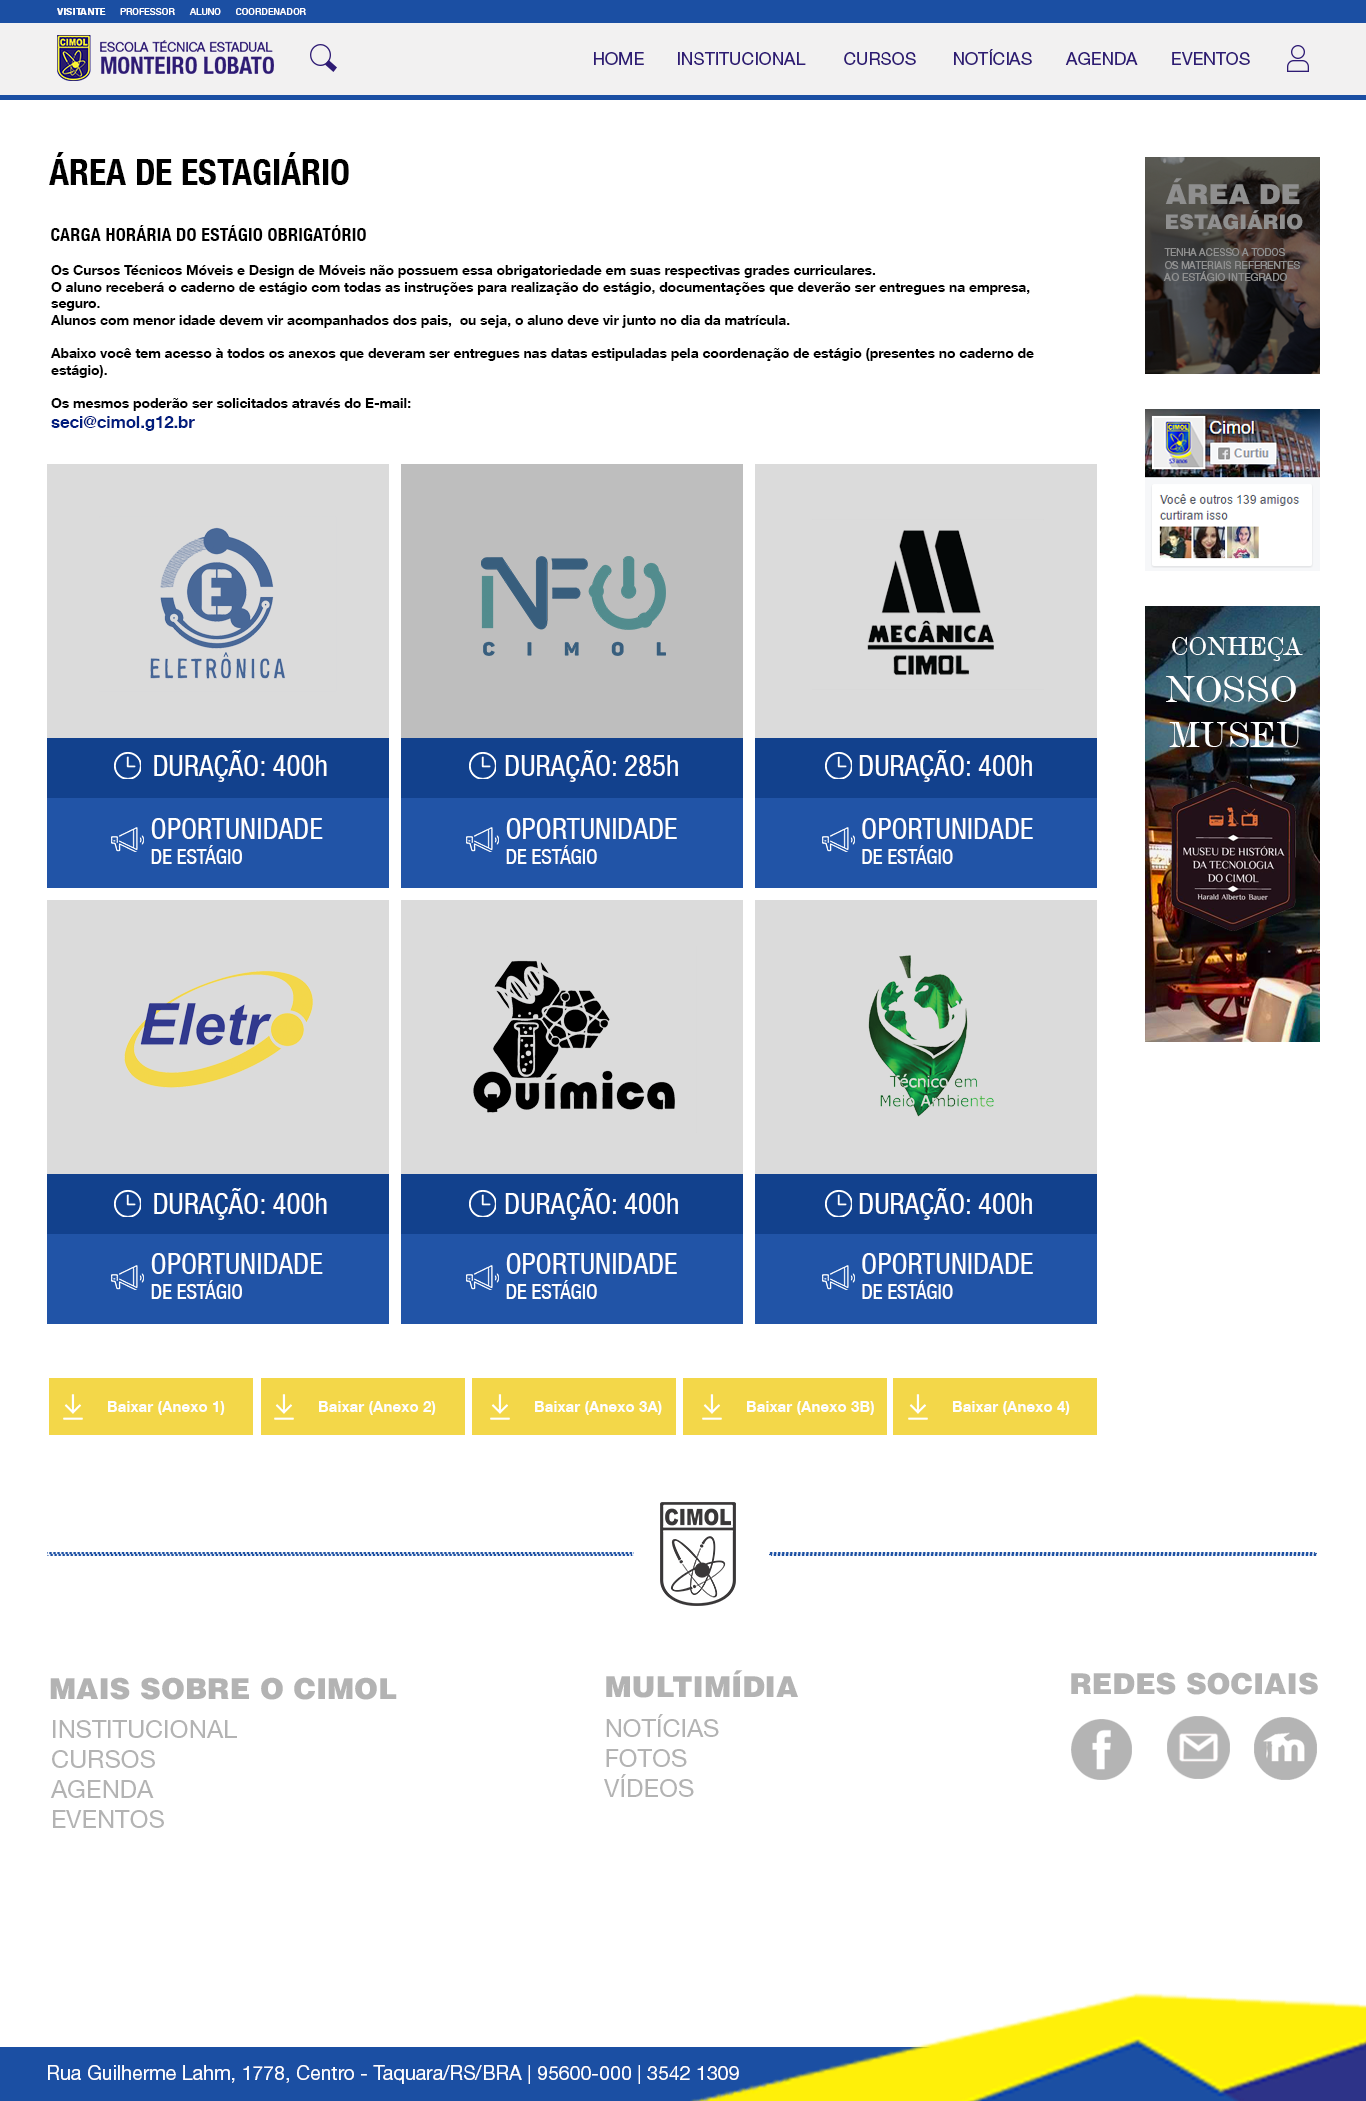 VISITANTE PROFESSOR ALUNO COORDENADOR
CIMOL
ESCOLA TÉCNICA ESTADUAL
MONTEIRO LOBATO
HOME INSTITUCIONAL CURSOS NOTÍCIAS AGENDA EVENTOS
ÁREA DE ESTAGIÁRIO
CARGA HORÁRIA DO ESTÁGIO OBRIGATÓRIO
Os Cursos Técnicos Móveis e Design de Móveis não possuem essa obrigatoriedade em suas respectivas grades curriculares.
O aluno receberá o caderno de estágio com todas as instruções para realização do estágio, documentações que deverão ser entregues na empresa,
seguro.
Alunos com menor idade devem vir acompanhados dos pais,  ou seja, o aluno deve vir junto no dia da matrícula.
Abaixo você tem acesso à todos os anexos que deveram ser entregues nas datas estipuladas pela coordenação de estágio (presentes no caderno de
estágio).
Os mesmos poderão ser solicitados através do E-mail:
seci@cimol.g12.br
ÁREA DE
ESTAGIÁRIO
TENHA ACESSO A TODOS
OS MATERIAIS REFERENTES
AO ESTÁGIO INTEGRADO
CIMOL
Cimol
Curtiu
Você e outros 139 amigos
curtiram isso
CONHEÇA
NOSSO
MUSEU
MUSEU DE HISTÓRIA
DA TECNOLOGIA
DO CIMOL
Harald Alberto Bauer
E
ELETRÔNICA
DURAÇÃO: 400h
OPORTUNIDADE
DE ESTÁGIO
INFO
CIMOL
DURAÇÃO: 285h
OPORTUNIDADE
DE ESTÁGIO
M
MECÂNICA
CIMOL
DURAÇÃO: 400h
OPORTUNIDADE
DE ESTÁGIO
Eletro
DURAÇÃO: 400h
OPORTUNIDADE
DE ESTÁGIO
Química
DURAÇÃO: 400h
OPORTUNIDADE
DE ESTÁGIO
Técnico em
Meio Ambiente
DURAÇÃO: 400h
OPORTUNIDADE
DE ESTÁGIO
Baixar (Anexo 1)
Baixar (Anexo 2)
Baixar (Anexo 3A)
Baixar (Anexo 3B)
Baixar (Anexo 4)
CIMOL
MAIS SOBRE O CIMOL
INSTITUCIONAL
CURSOS
AGENDA
EVENTOS
MULTIMÍDIA
NOTÍCIAS
FOTOS
VÍDEOS
REDES SOCIAIS
f
m
Rua Guilherme Lahm, 1778, Centro - Taquara/RS/BRA | 95600-000 | 3542 1309